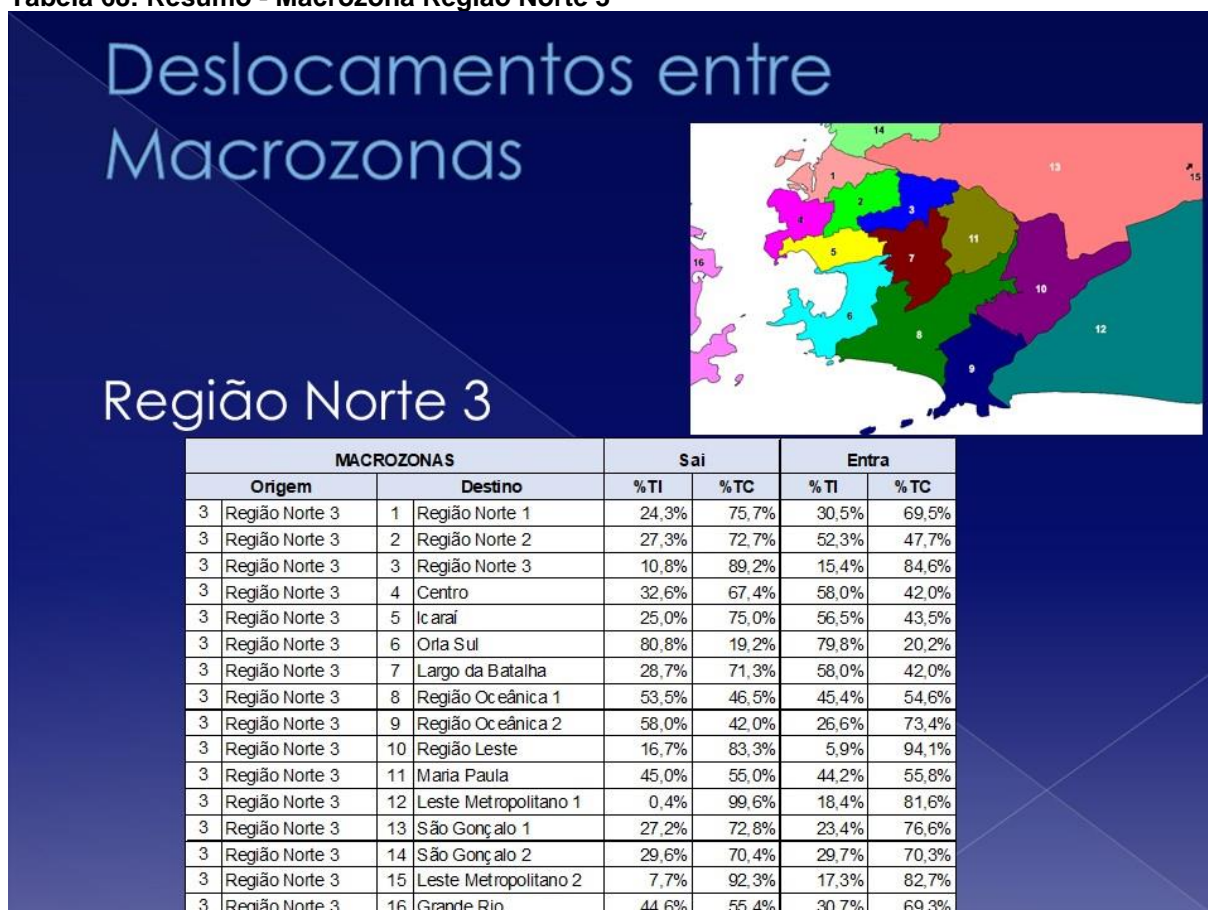 Tabela 68: Resumo - Macrozona Região Norte 3
Deslocamentos entre
Macrozonas
14
13
15
1
2
3
4
5
11
7
16
6
10
8
12
9
Região Norte 3
MACROZONAS Sai Entra
Origem Destino %TI %TC %TI %TC
3 Região Norte 3 1 Região Norte 1 24,3% 75,7% 30,5% 69,5%
3 Região Norte 3 2 Região Norte 2 27,3% 72,7% 52,3% 47,7%
3 Região Norte 3 3 Região Norte 3 10,8% 89,2% 15,4% 84,6%
3 Região Norte 3 4 Centro 32,6% 67,4% 58,0% 42,0%
3 Região Norte 3 5 Icaraí 25,0% 75,0% 56,5% 43,5%
3 Região Norte 3 6 Orla Sul 80,8% 19,2% 79,8% 20,2%
3 Região Norte 3 7 Largo da Batalha 28,7% 71,3% 58,0% 42,0%
3 Região Norte 3 8 Região Oceânica 1 53,5% 46,5% 45,4% 54,6%
3 Região Norte 3 9 Região Oceânica 2 58,0% 42,0% 26,6% 73,4%
3 Região Norte 3 10 Região Leste 16,7% 83,3% 5,9% 94,1%
3 Região Norte 3 11 Maria Paula 45,0% 55,0% 44,2% 55,8%
3 Região Norte 3 12 Leste Metropolitano 1 0,4% 99,6% 18,4% 81,6%
3 Região Norte 3 13 São Gonçalo 1 27,2% 72,8% 23,4% 76,6%
3 Região Norte 3 14 São Gonçalo 2 29,6% 70,4% 29,7% 70,3%
3 Região Norte 3 15 Leste Metropolitano 2 7,7% 92,3% 17,3% 82,7%
3 Região Norte 3 16 Grande Rio 44,6% 55,4% 30,7% 69,3%